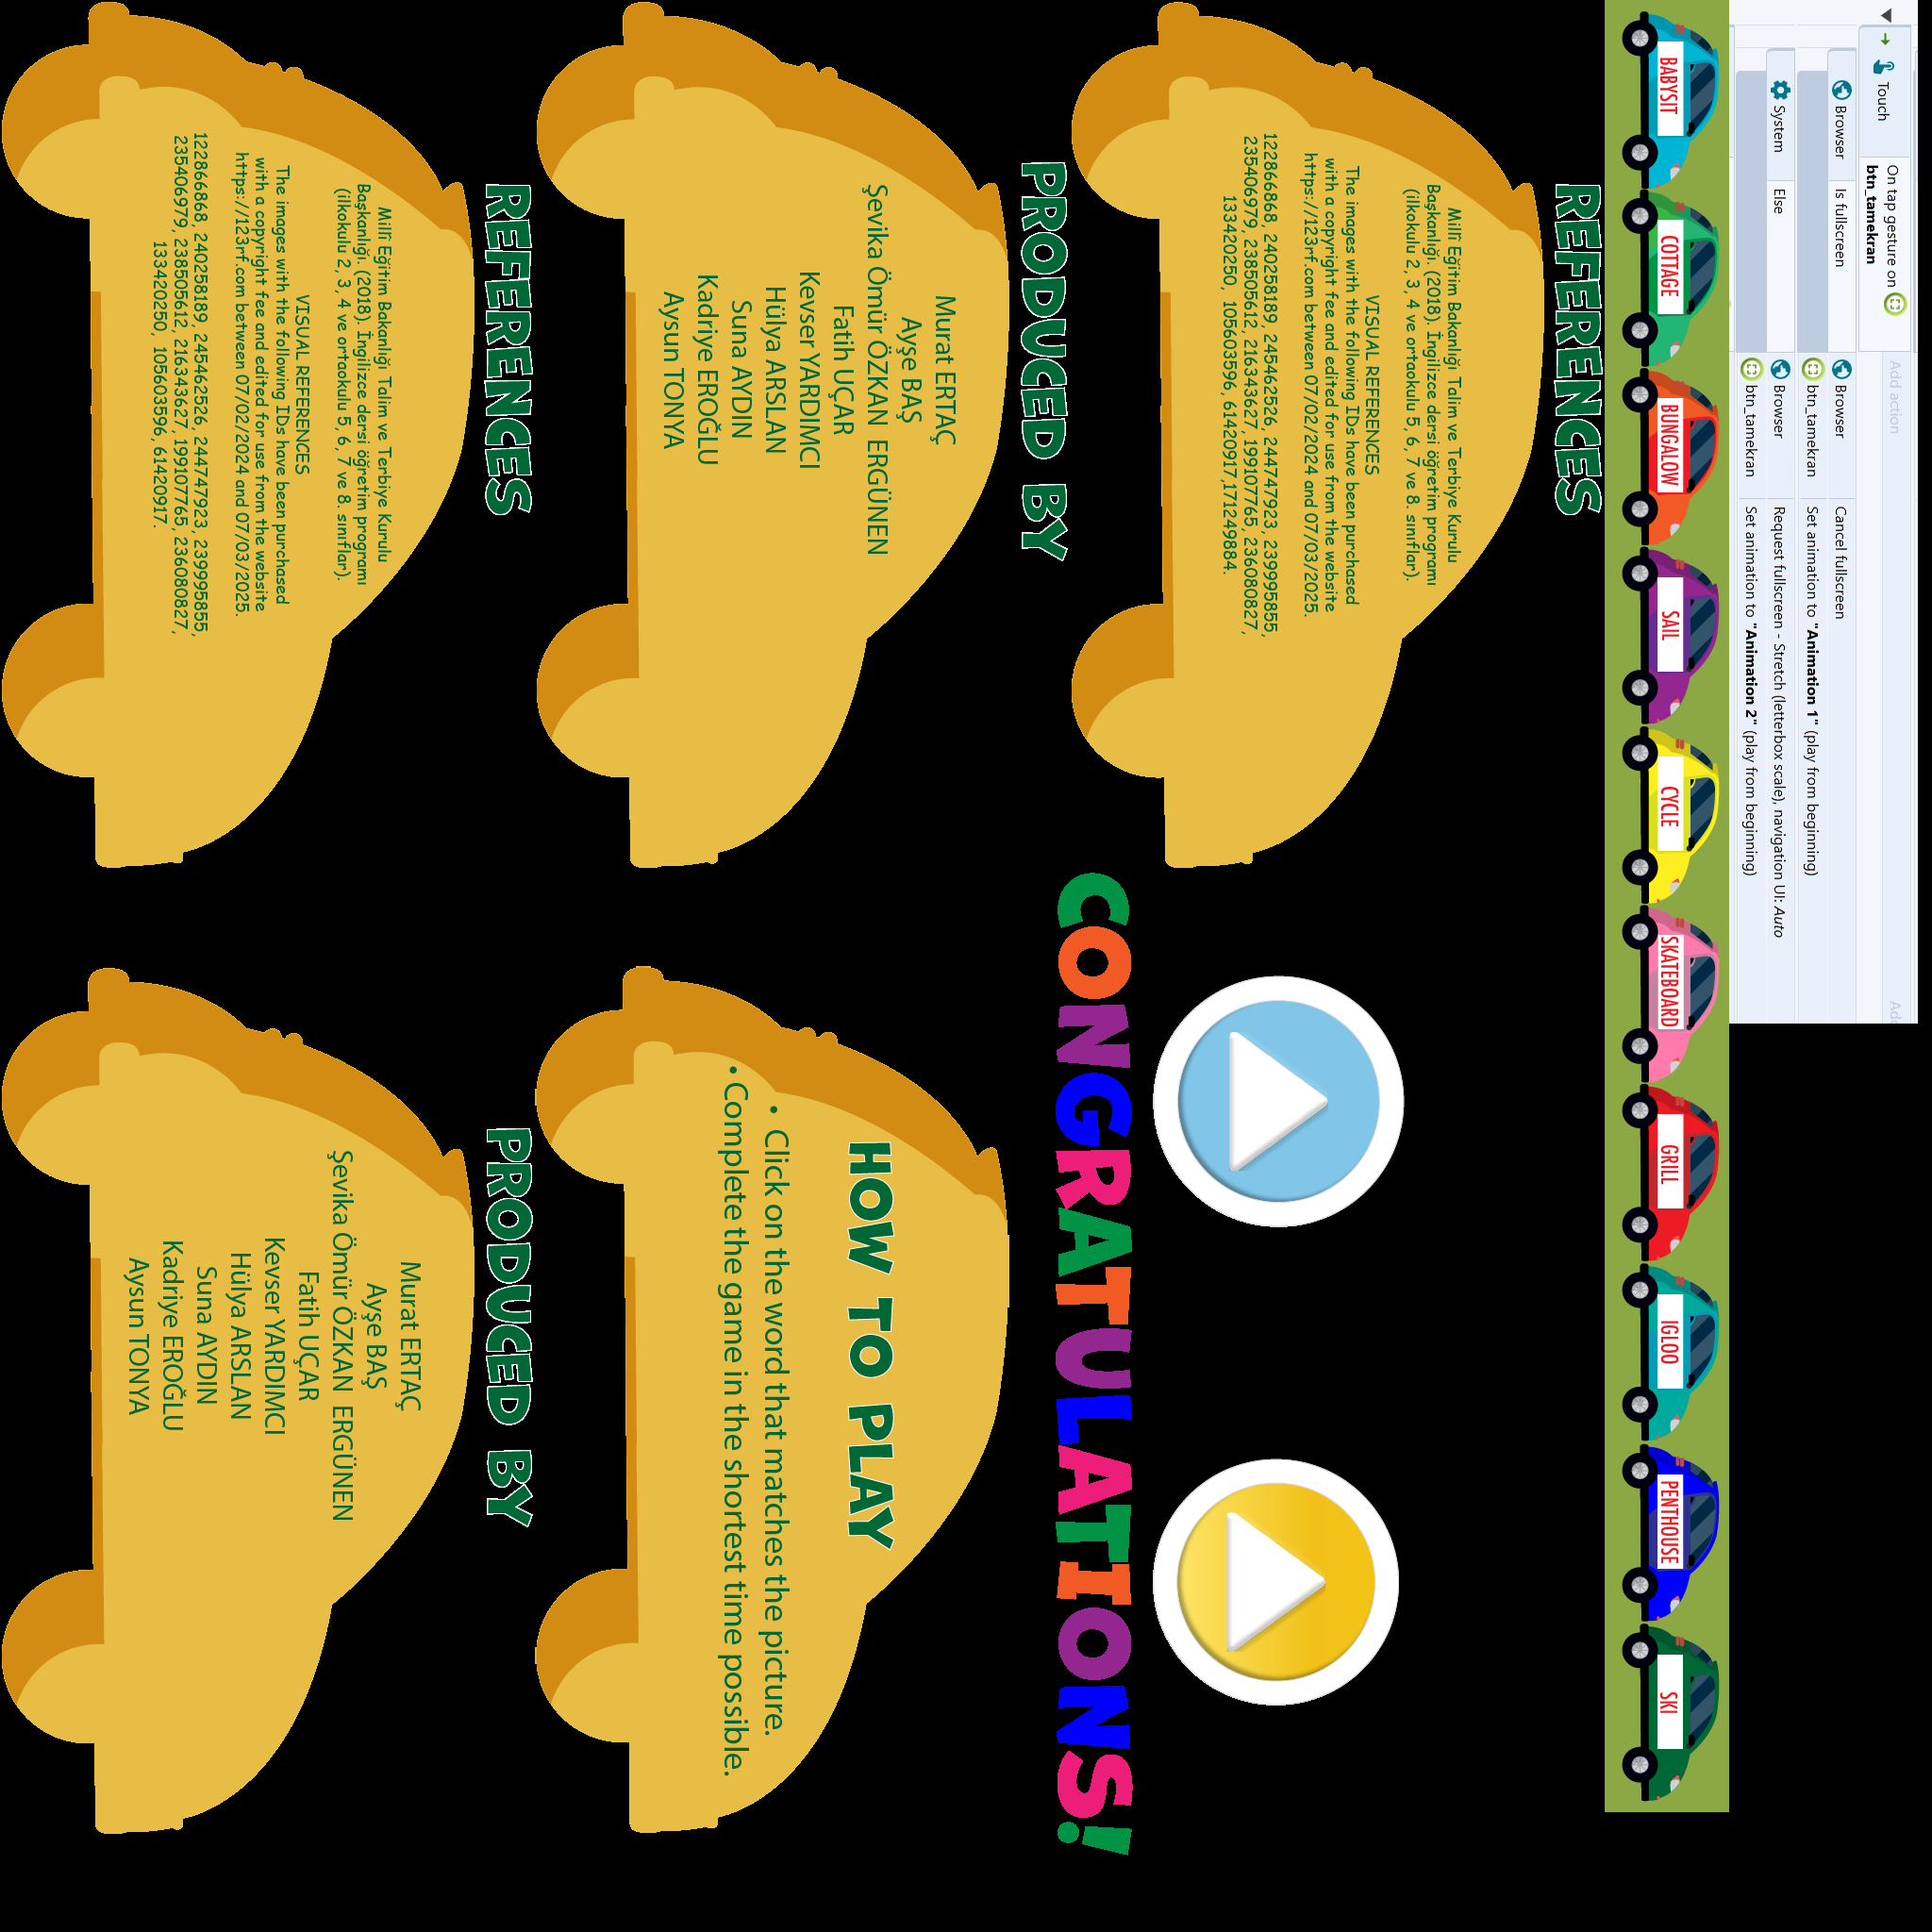 Touch
On tap gesture on
btn_tamekran
Add action
Browser
Is fullscreen
Browser
Cancel fullscreen
btn_tamekran
Set animation to "Animation 1" (play from beginning)
System
Else
Browser
Request fullscreen - Stretch (letterbox scale), navigation UI: Auto
btn_tamekran
Set animation to "Animation 2" (play from beginning)
BABYSIT
COTTAGE
BUNGALOW
SAIL
CYCLE
SKATEBOARD
GRILL
IGLOO
PENTHOUSE
SKI
REFERENCES
Millî Eğitim Bakanlığı Talim ve Terbiye Kurulu
Başkanlığı. (2018). İngilizce dersi öğretim programı
(ilkokulu 2, 3, 4 ve ortaokulu 5, 6, 7 ve 8. sınıflar).
VISUAL REFERENCES
The images with the following IDs have been purchased
with a copyright fee and edited for use from the website
https://123rf.com between 07/02/2024 and 07/03/2025.
122866868, 240258189, 245462526, 244747923, 239995855,
235406979, 238505612, 216343627, 199107765, 236080827,
133420250, 105603596, 61420917,171249884.
PRODUCED BY
Murat ERTAÇ
Ayşe BAŞ
Şevika Ömür ÖZKAN ERGÜNEN
Fatih UÇAR
Kevser YARDIMCI
Hülya ARSLAN
Suna AYDIN
Kadriye EROĞLU
Aysun TONYA
CONGRATULATIONS!
HOW TO PLAY
• Click on the word that matches the picture.
• Complete the game in the shortest time possible.
REFERENCES
Millî Eğitim Bakanlığı Talim ve Terbiye Kurulu
Başkanlığı. (2018). İngilizce dersi öğretim programı
(ilkokulu 2, 3, 4 ve ortaokulu 5, 6, 7 ve 8. sınıflar).
VISUAL REFERENCES
The images with the following IDs have been purchased
with a copyright fee and edited for use from the website
https://123rf.com between 07/02/2024 and 07/03/2025.
122866868, 240258189, 245462526, 244747923, 239995855,
235406979, 238505612, 216343627, 199107765, 236080827,
133420250, 105603596, 61420917.
PRODUCED BY
Murat ERTAÇ
Ayşe BAŞ
Şevika Ömür ÖZKAN ERGÜNEN
Fatih UÇAR
Kevser YARDIMCI
Hülya ARSLAN
Suna AYDIN
Kadriye EROĞLU
Aysun TONYA